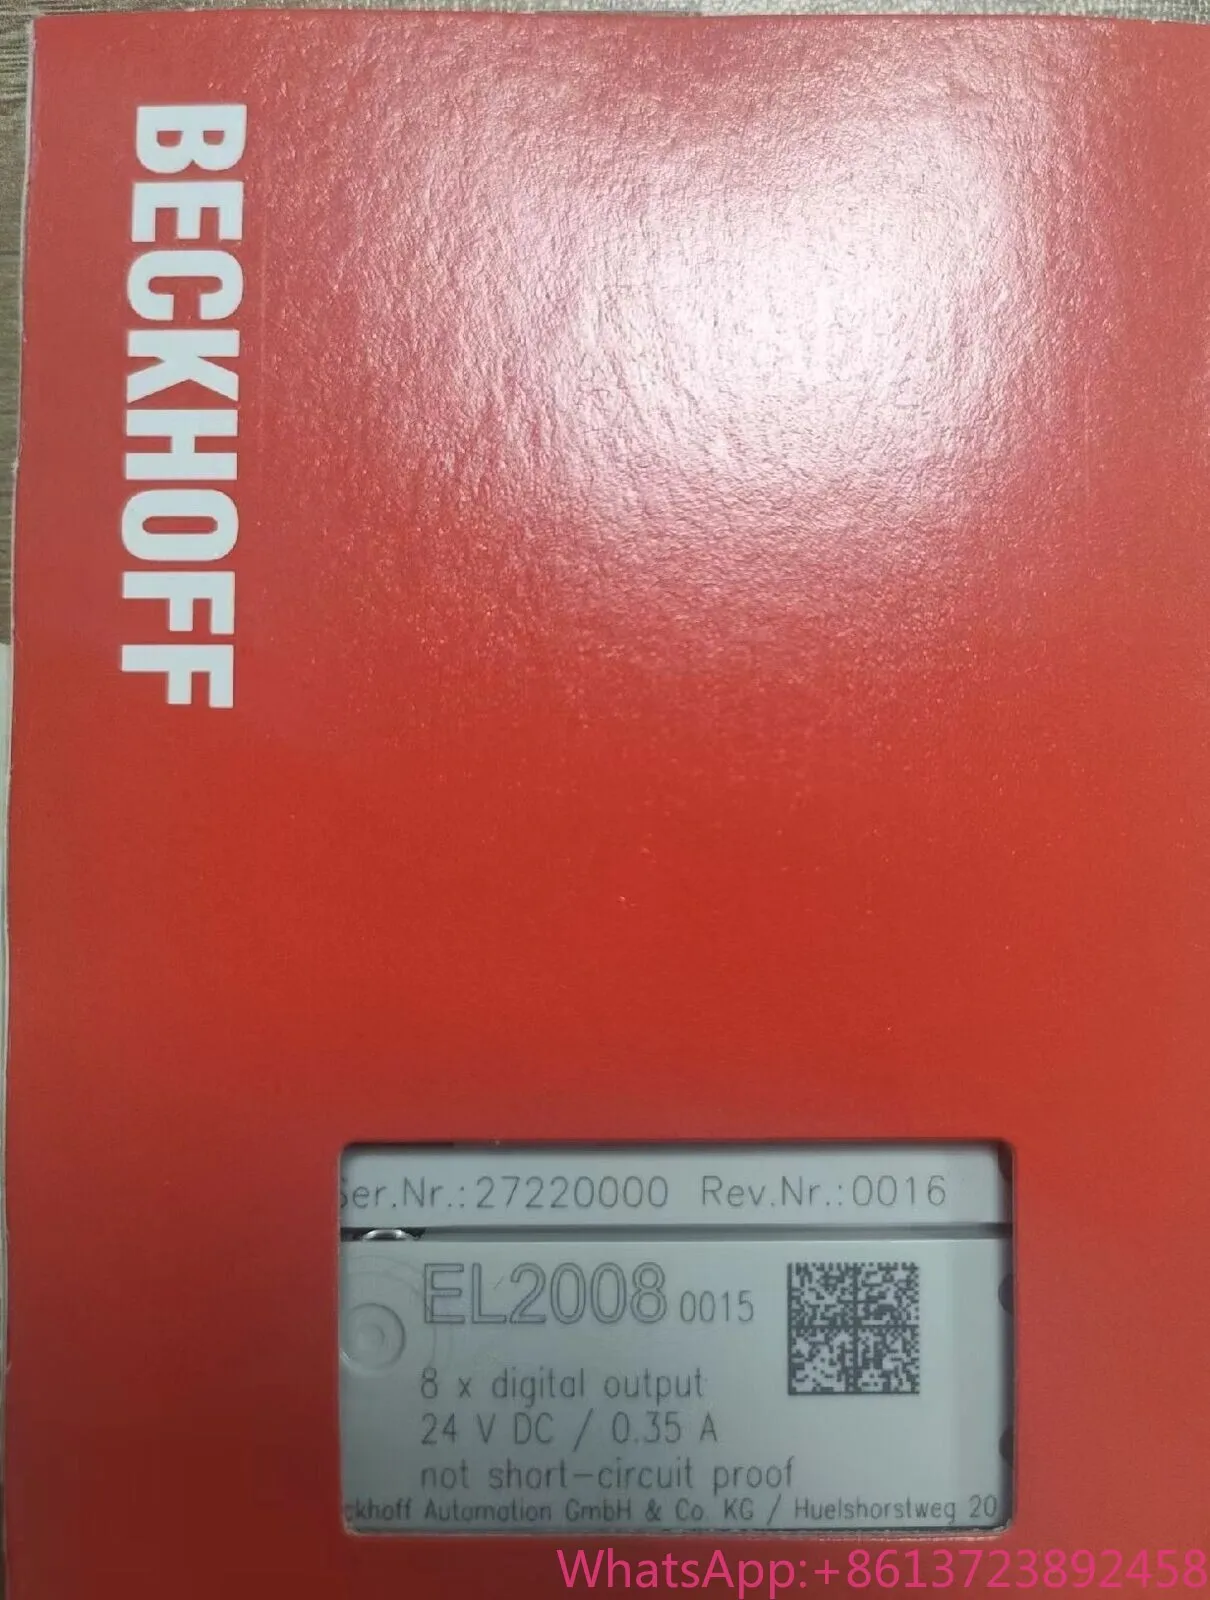 BECKHOFF
Ser.Nr.:27220000 Rev.Nr.:0016
EL2008 0015
8 x digital output
24 V DC / 0.35 A
not short-circuit proof
ckhoff Automation GmbH & Co. KG / Huelshorstweg 20
WhatsApp:+8613723892458